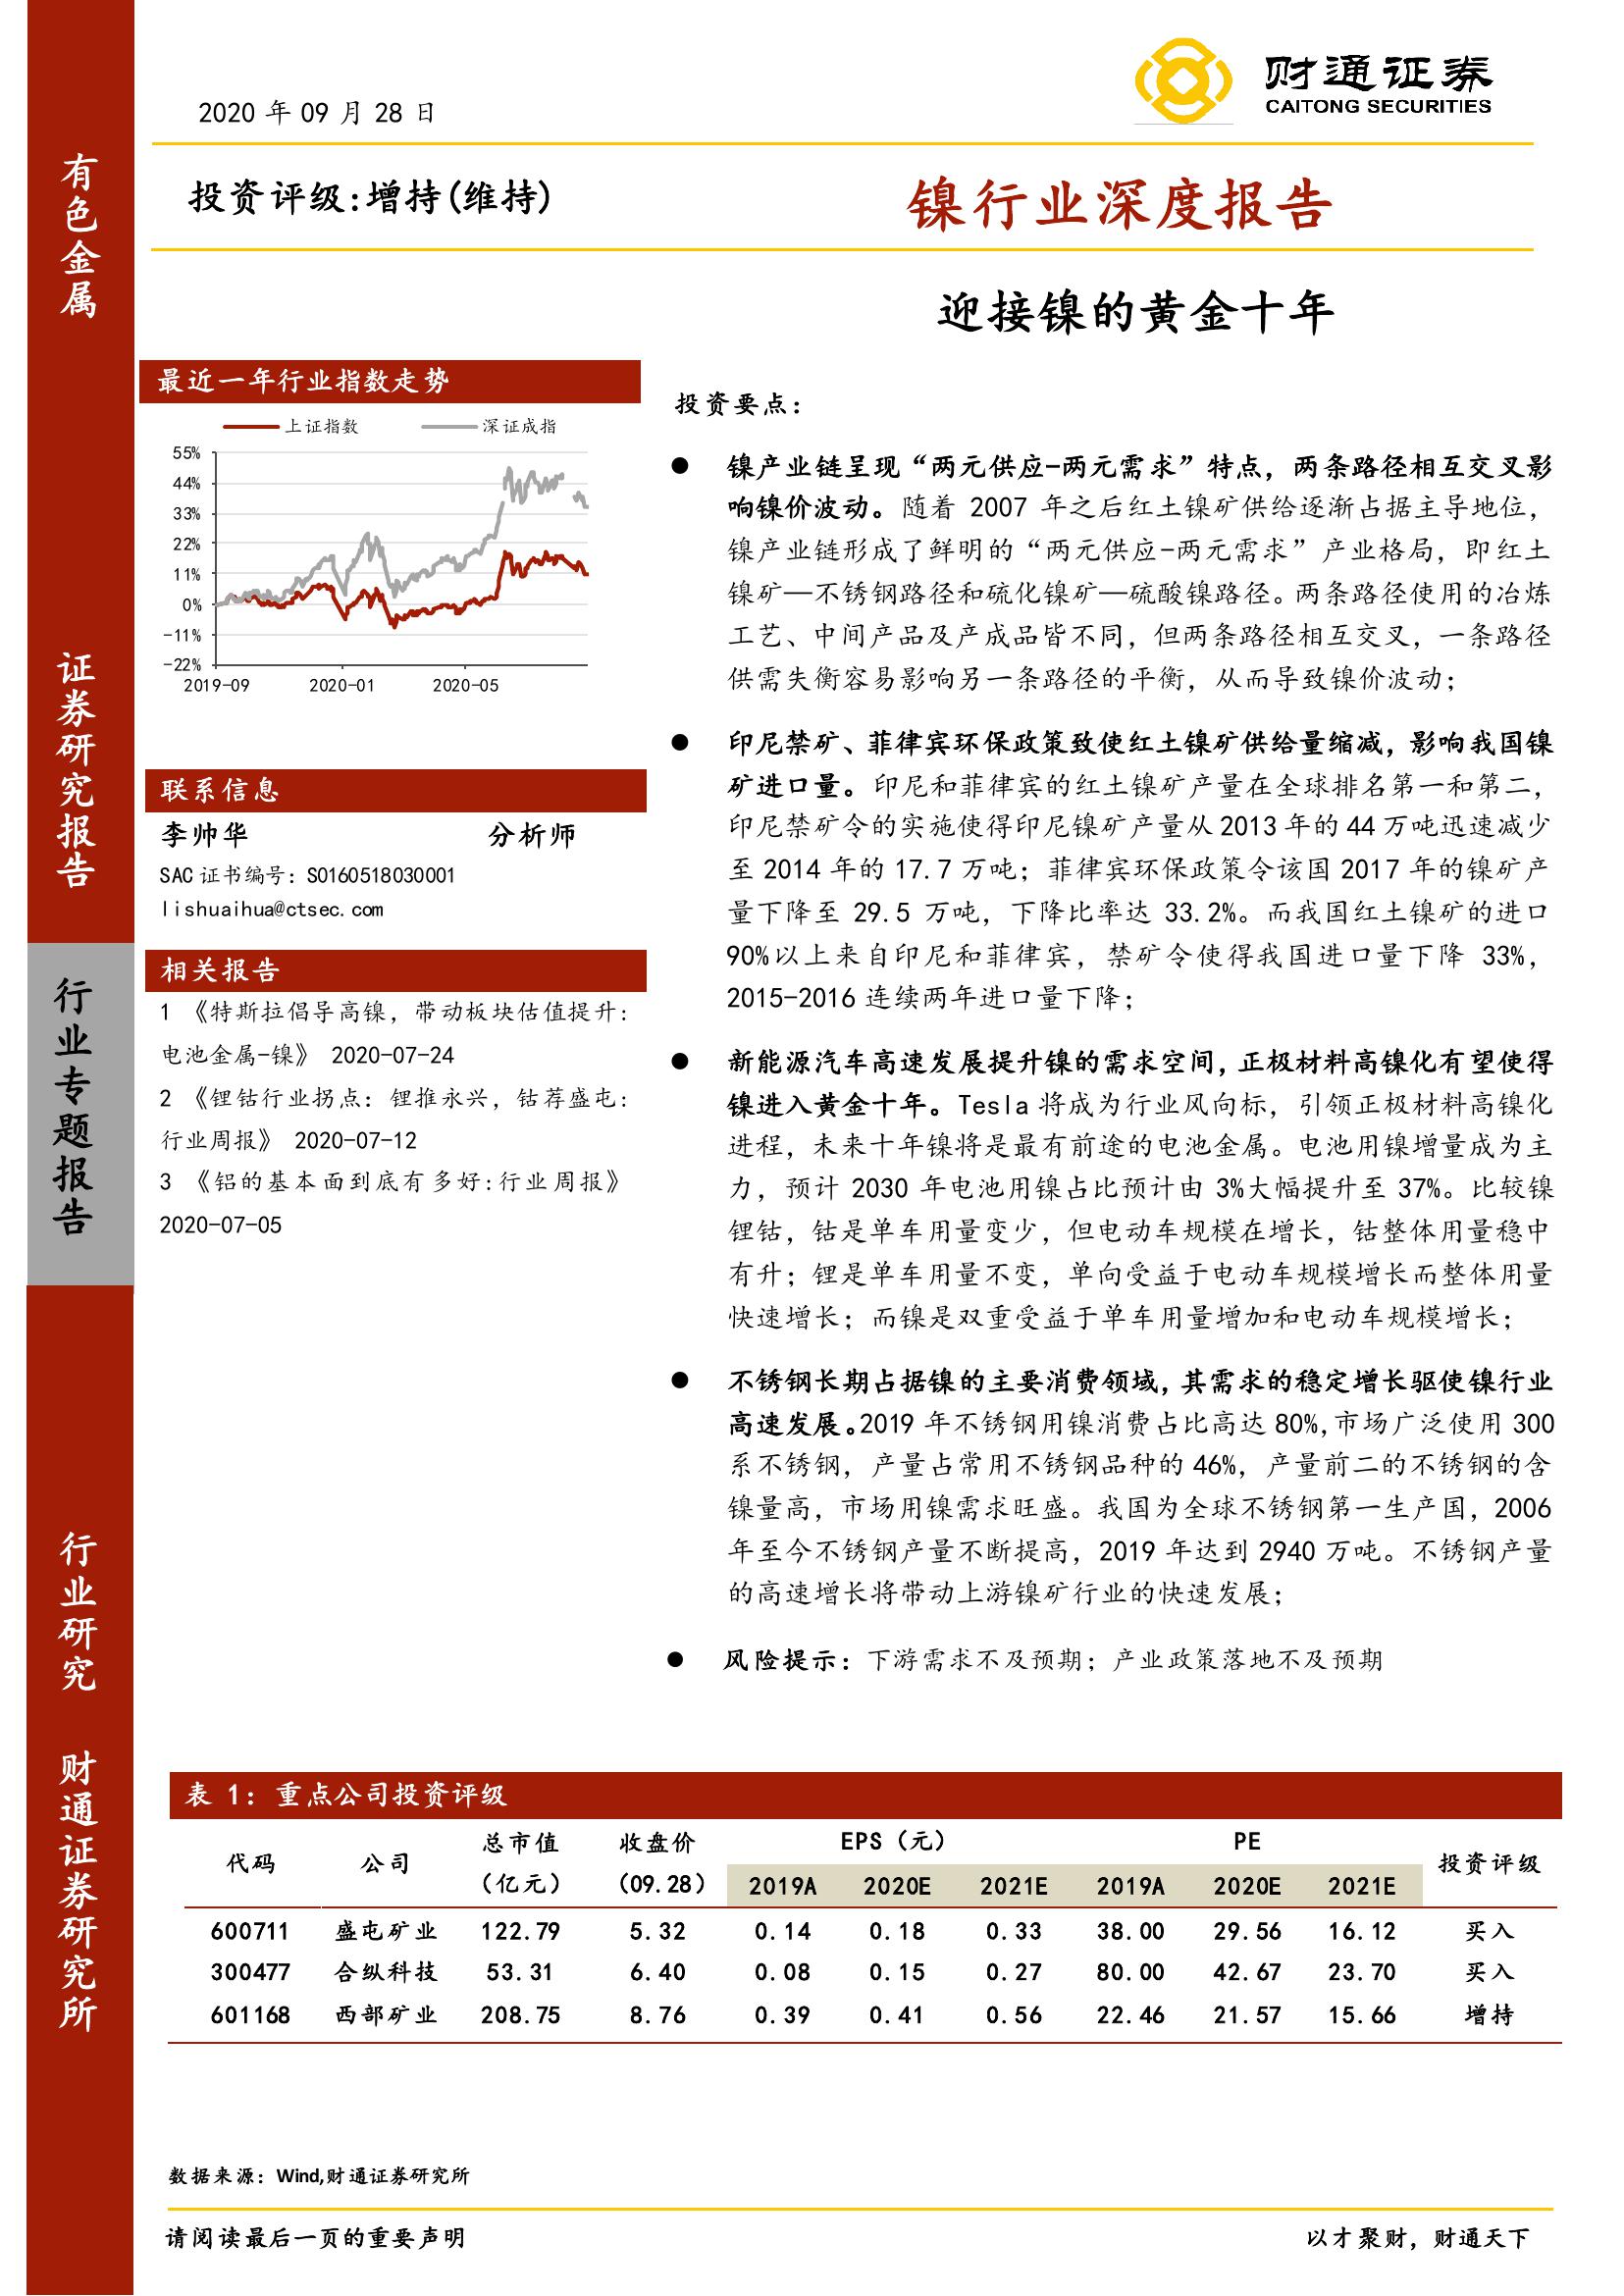 2020 年 09 月 28 日
财通证券
CAITONG SECURITIES
有色金属
证券研究报告
行业专题报告
行业研究
财通证券研究所
投资评级:增持(维持)
镍行业深度报告
迎接镍的黄金十年
最近一年行业指数走势
上证指数 深证成指
55%
44%
33%
22%
11%
0%
-11%
-22%
2019-09 2020-01 2020-05
联系信息
李帅华 分析师
SAC 证书编号：S0160518030001
lishuaihua@ctsec.com
相关报告
1 《特斯拉倡导高镍，带动板块估值提升：
电池金属-镍》 2020-07-24
2 《锂钴行业拐点：锂推永兴，钴荐盛屯：
行业周报》 2020-07-12
3 《铝的基本面到底有多好:行业周报》
2020-07-05
投资要点：
● 镍产业链呈现“两元供应-两元需求”特点，两条路径相互交叉影
响镍价波动。随着 2007 年之后红土镍矿供给逐渐占据主导地位，
镍产业链形成了鲜明的“两元供应-两元需求”产业格局，即红土
镍矿—不锈钢路径和硫化镍矿—硫酸镍路径。两条路径使用的冶炼
工艺、中间产品及产成品皆不同，但两条路径相互交叉，一条路径
供需失衡容易影响另一条路径的平衡，从而导致镍价波动；
● 印尼禁矿、菲律宾环保政策致使红土镍矿供给量缩减，影响我国镍
矿进口量。印尼和菲律宾的红土镍矿产量在全球排名第一和第二，
印尼禁矿令的实施使得印尼镍矿产量从 2013 年的 44 万吨迅速减少
至 2014 年的 17.7 万吨；菲律宾环保政策令该国 2017 年的镍矿产
量下降至 29.5 万吨，下降比率达 33.2%。而我国红土镍矿的进口
90%以上来自印尼和菲律宾，禁矿令使得我国进口量下降 33%，
2015-2016 连续两年进口量下降；
● 新能源汽车高速发展提升镍的需求空间，正极材料高镍化有望使得
镍进入黄金十年。Tesla 将成为行业风向标，引领正极材料高镍化
进程，未来十年镍将是最有前途的电池金属。电池用镍增量成为主
力，预计 2030 年电池用镍占比预计由 3%大幅提升至 37%。比较镍
锂钴，钴是单车用量变少，但电动车规模在增长，钴整体用量稳中
有升；锂是单车用量不变，单向受益于电动车规模增长而整体用量
快速增长；而镍是双重受益于单车用量增加和电动车规模增长；
● 不锈钢长期占据镍的主要消费领域，其需求的稳定增长驱使镍行业
高速发展。2019 年不锈钢用镍消费占比高达 80%,市场广泛使用 300
系不锈钢，产量占常用不锈钢品种的 46%，产量前二的不锈钢的含
镍量高，市场用镍需求旺盛。我国为全球不锈钢第一生产国，2006
年至今不锈钢产量不断提高，2019 年达到 2940 万吨。不锈钢产量
的高速增长将带动上游镍矿行业的快速发展；
● 风险提示：下游需求不及预期；产业政策落地不及预期
表 1：重点公司投资评级
代码 公司 总市值（亿元） 收盘价（09.28） EPS（元） PE 投资评级
2019A 2020E 2021E 2019A 2020E 2021E
600711 盛屯矿业 122.79 5.32 0.14 0.18 0.33 38.00 29.56 16.12 买入
300477 合纵科技 53.31 6.40 0.08 0.15 0.27 80.00 42.67 23.70 买入
601168 西部矿业 208.75 8.76 0.39 0.41 0.56 22.46 21.57 15.66 增持
数据来源：Wind,财通证券研究所
请阅读最后一页的重要声明
以才聚财，财通天下